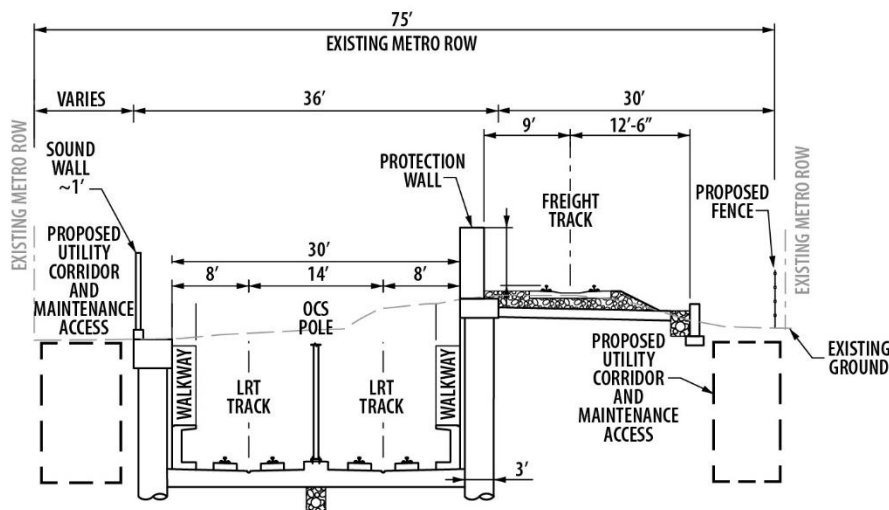 75’
EXISTING METRO ROW
VARIES
36’
30’
9’
12’-6”
SOUND
WALL
~1’
PROTECTION
WALL
FREIGHT
TRACK
PROPOSED
FENCE
EXISTING METRO ROW
EXISTING METRO ROW
PROPOSED
UTILITY
CORRIDOR
AND
MAINTENANCE
ACCESS
30’
8’
14’
8’
OCS
POLE
WALKWAY
LRT
TRACK
LRT
TRACK
WALKWAY
PROPOSED
UTILITY
CORRIDOR
AND
MAINTENANCE
ACCESS
EXISTING
GROUND
3’